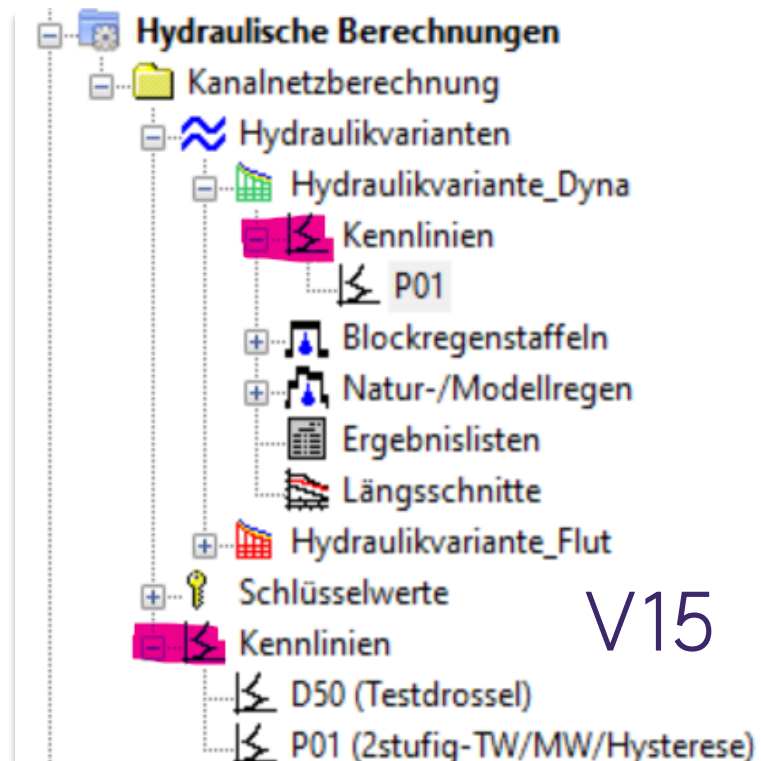 Hydraulische Berechnungen
Kanalnetzberechnung
Hydraulikvarianten
Hydraulikvariante_Dyna
Kennlinien
P01
Blockregenstaffeln
Natur-/Modellregen
Ergebnislisten
Längsschnitte
Hydraulikvariante_Flut
Schlüsselwerte
V15
Kennlinien
D50 (Testdrossel)
P01 (2stufig-TW/MW/Hysterese)